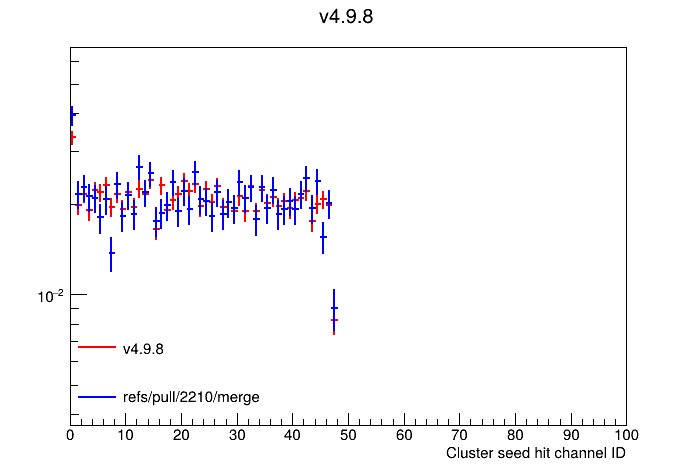 v4.9.8
10⁻²
v4.9.8
refs/pull/2210/merge
0 10 20 30 40 50 60 70 80 90 100
Cluster seed hit channel ID